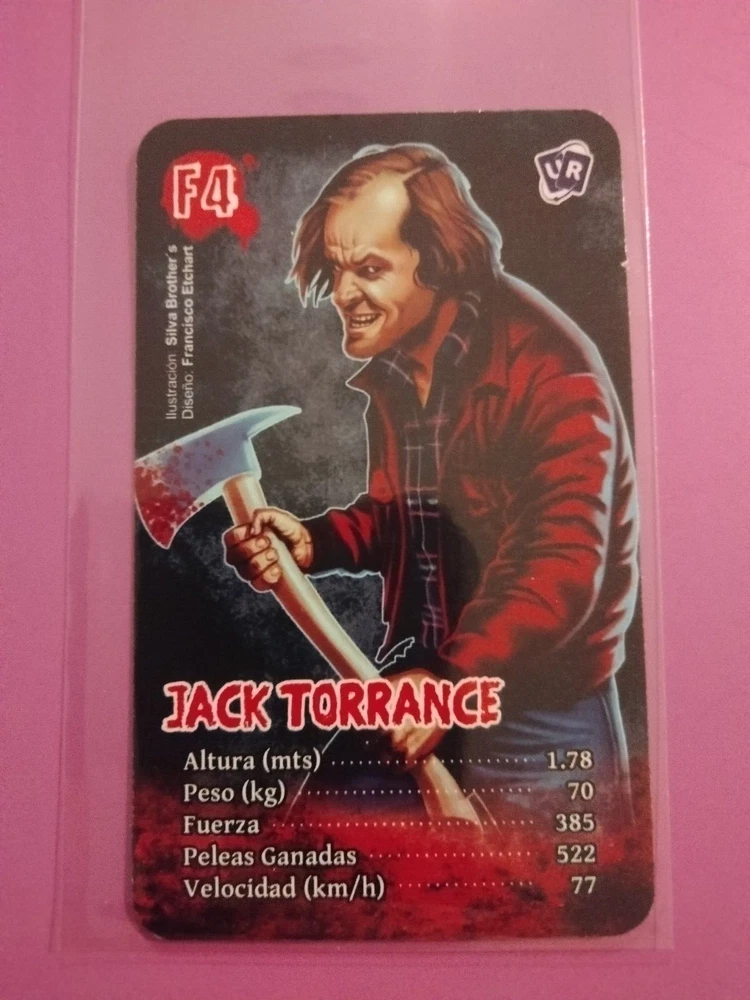 F4
UR
Ilustración: Silva Brother´s
Diseño: Francisco Etchart
JACK TORRANCE
Altura (mts) 1.78
Peso (kg) 70
Fuerza 385
Peleas Ganadas 522
Velocidad (km/h) 77